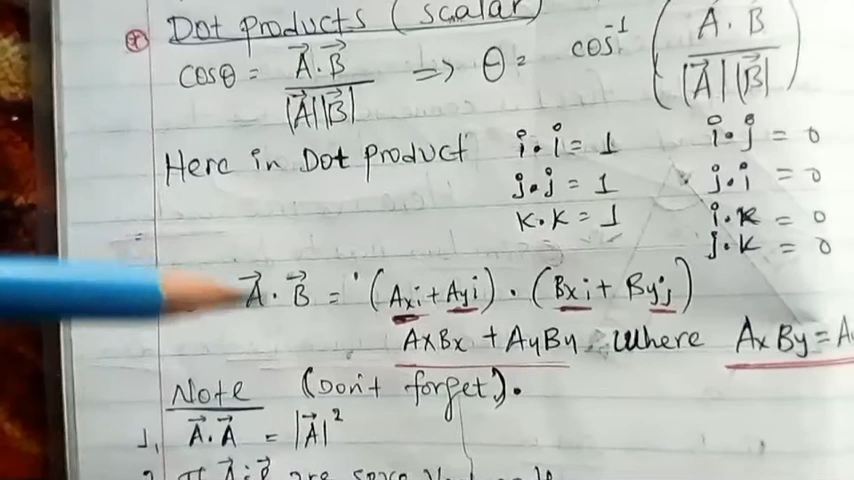 Dot products (scalar)
cosθ = A⃗ · B⃗ / |A⃗||B⃗| => θ = cos⁻¹ ( A⃗ · B⃗ / |A⃗||B⃗| )
Here in Dot product i·i = 1 i·j = 0
j·j = 1 j·i = 0
k·k = 1 i·k = 0
j·k = 0
A⃗ · B⃗ = (Axi + Ayi) · (Bxi + Byj)
AxBx + AyBy where AxBy = A
Note (Don't forget).
1, A⃗.A⃗ = |A⃗|²